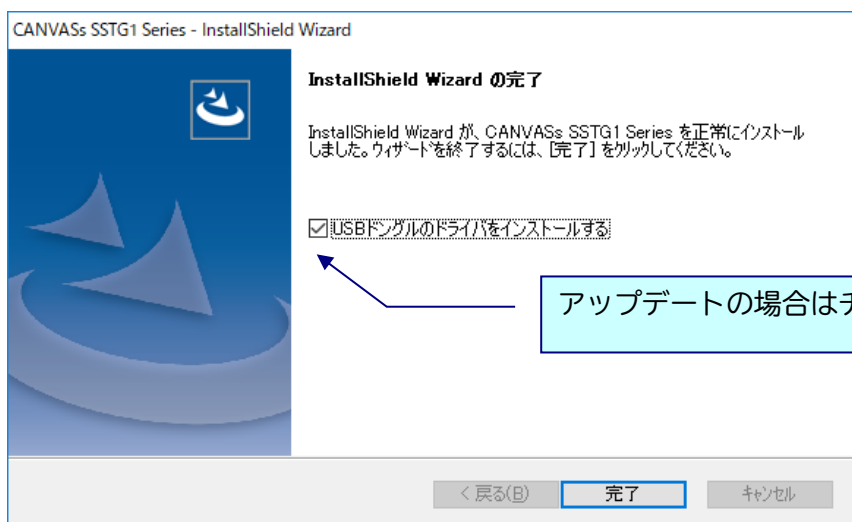 CANVASs SSTG1 Series - InstallShield Wizard
InstallShield Wizard の完了
InstallShield Wizard が、CANVASs SSTG1 Series を正常にインストール
しました。ウィザードを終了するには、[完了] をクリックしてください。
USBドングルのドライバをインストールする
アップデートの場合はチ
< 戻る(B)
完了
キャンセル